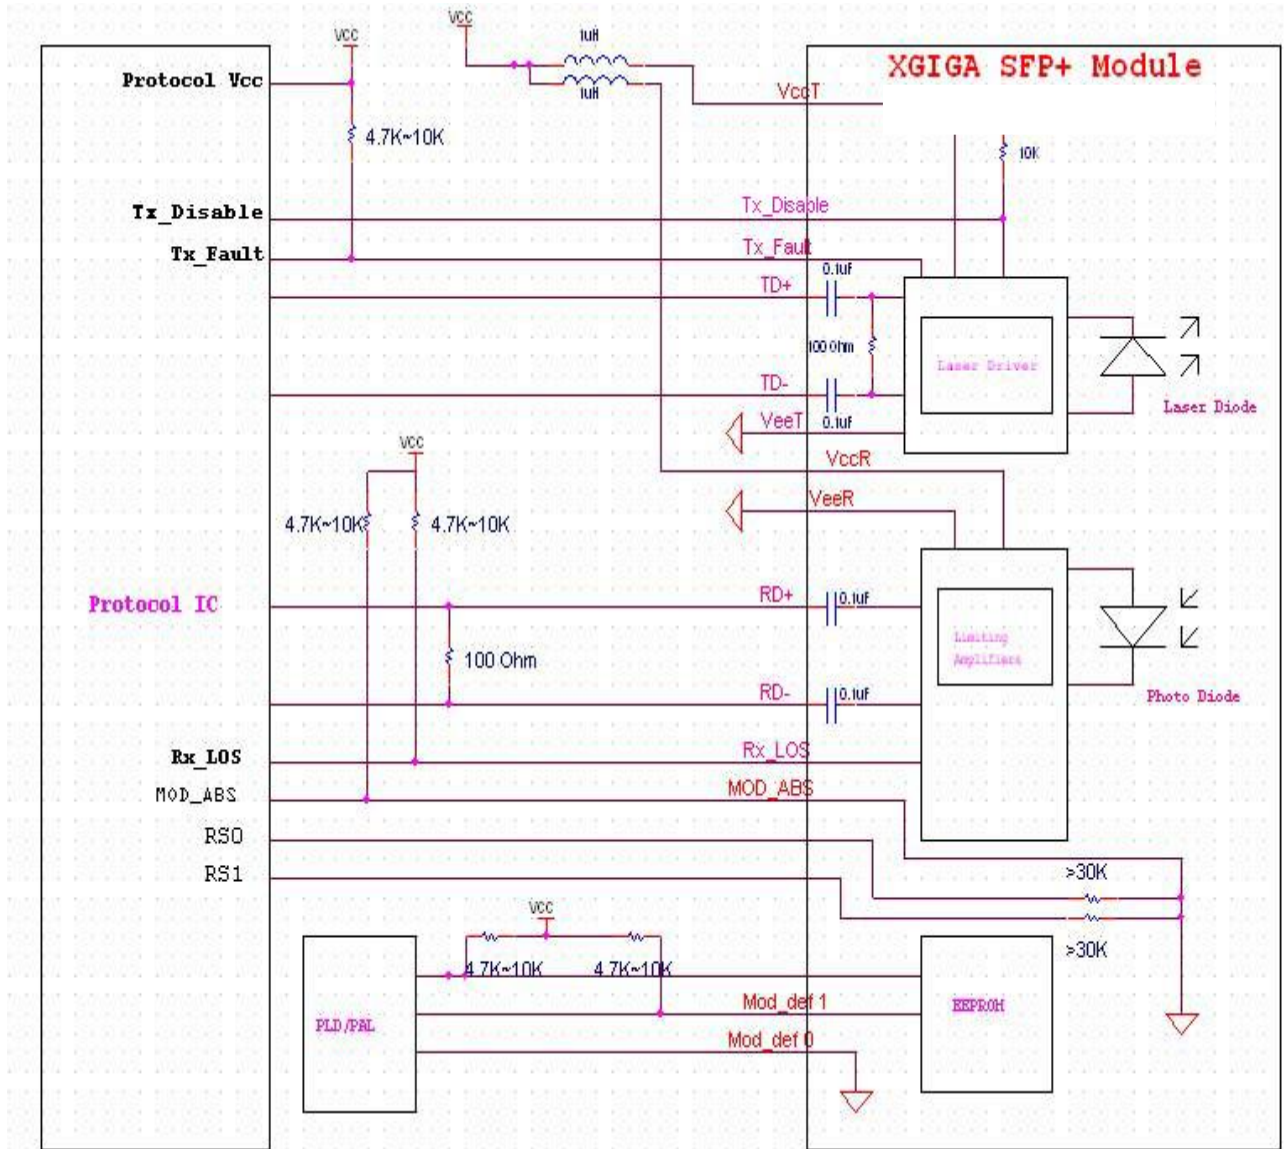 VCC
VCC
1uH
1uH
XGIGA SFP+ Module
Protocol Vcc
VccT
4.7K~10K
10K
Tx_Disable
Tx_Disable
Tx_Fault
Tx_Fault
0.1uf
TD+
100 Ohm
Laser Driver
TD-
0.1uf
Laser Diode
VeeT
VCC
VccR
VeeR
4.7K~10K
4.7K~10K
Protocol IC
RD+
0.1uf
100 Ohm
Limiting
Amplifiers
RD-
0.1uf
Photo Diode
Rx_LOS
Rx_LOS
MOD_ABS
MOD_ABS
RS0
RS1
>30K
>30K
VCC
4.7K~10K
4.7K~10K
PLD/PAL
Mod_def 1
EEPROM
Mod_def 0